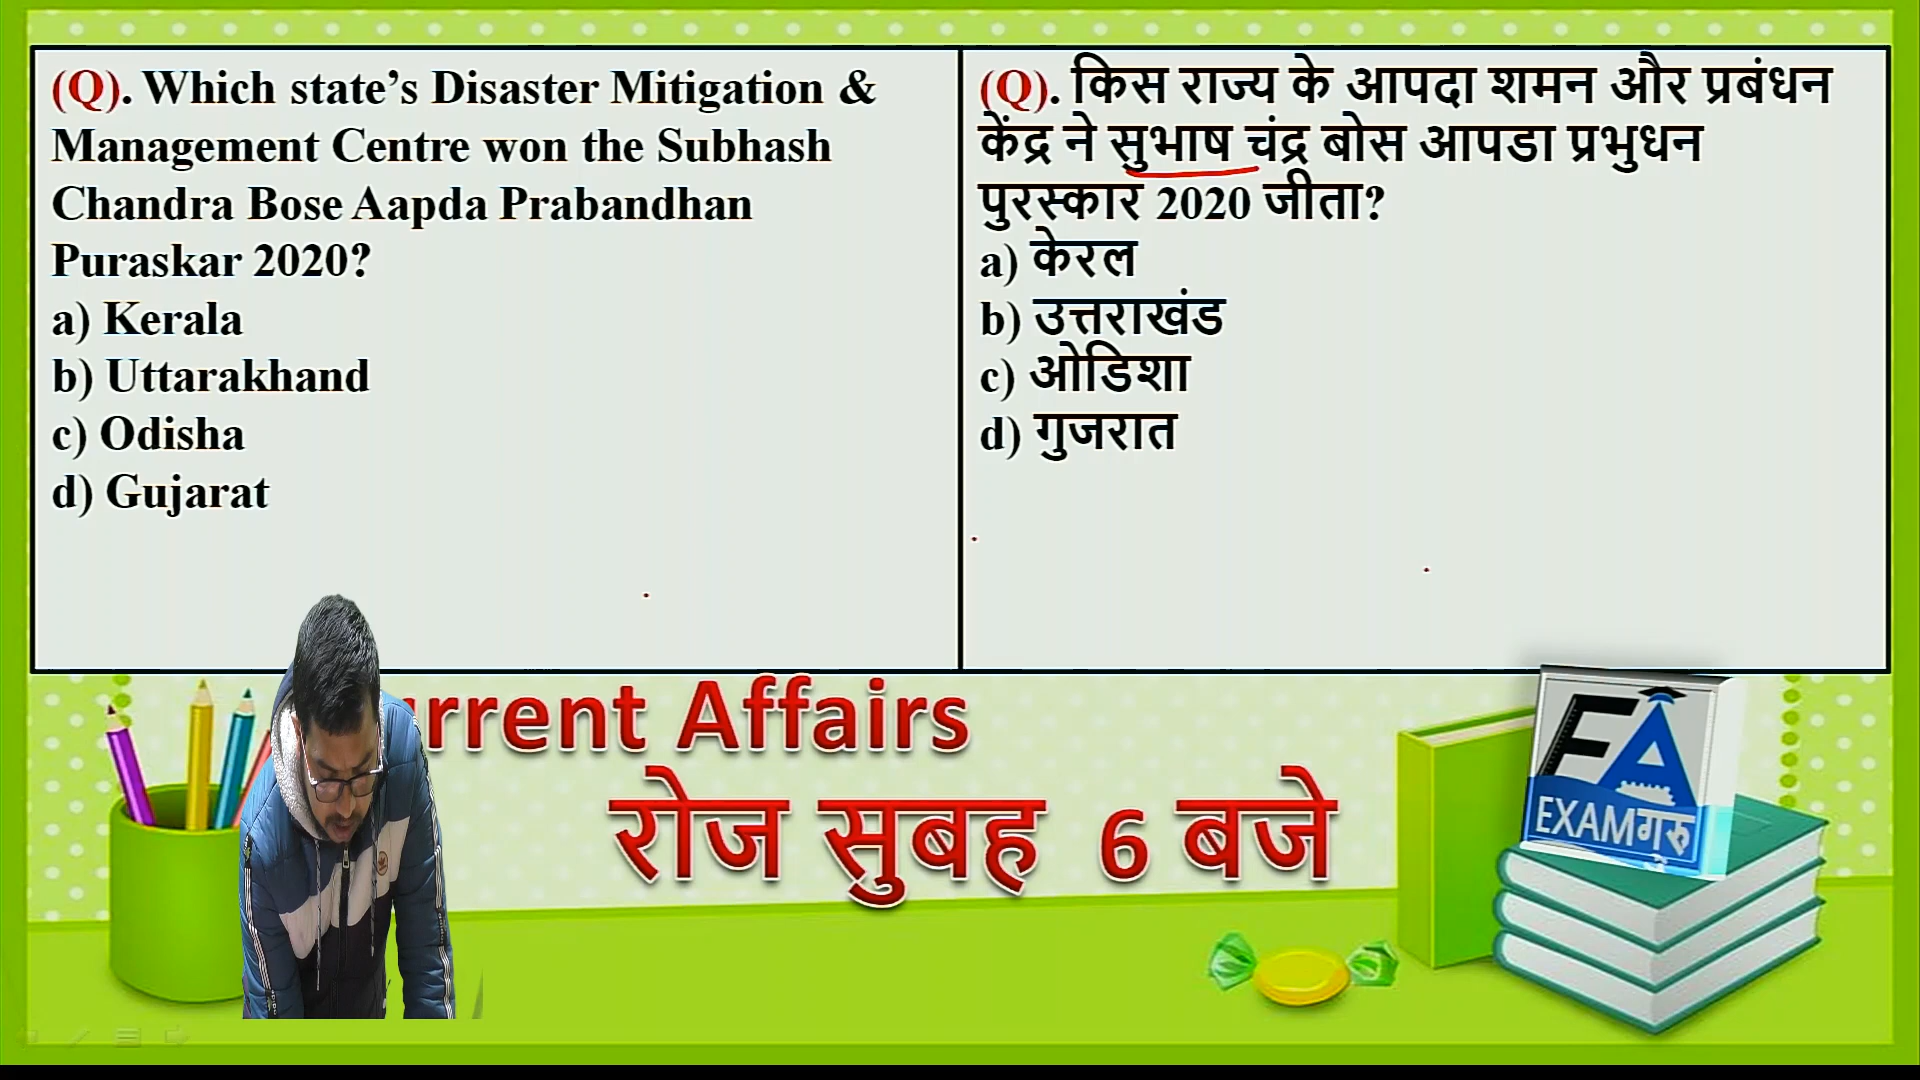 (Q). Which state’s Disaster Mitigation &
Management Centre won the Subhash
Chandra Bose Aapda Prabandhan
Puraskar 2020?
a) Kerala
b) Uttarakhand
c) Odisha
d) Gujarat
(Q). किस राज्य के आपदा शमन और प्रबंधन
केंद्र ने सुभाष चंद्र बोस आपडा प्रभुधन
पुरस्कार 2020 जीता?
a) केरल
b) उत्तराखंड
c) ओडिशा
d) गुजरात
urrent Affairs
रोज सुबह 6 बजे
FA
EXAMगुरु